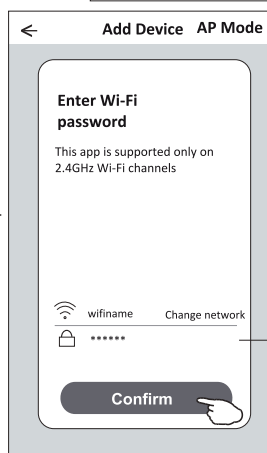 Add Device AP Mode
Enter Wi-Fi
password
This app is supported only on
2.4GHz Wi-Fi channels
wifiname Change network
******
Confirm